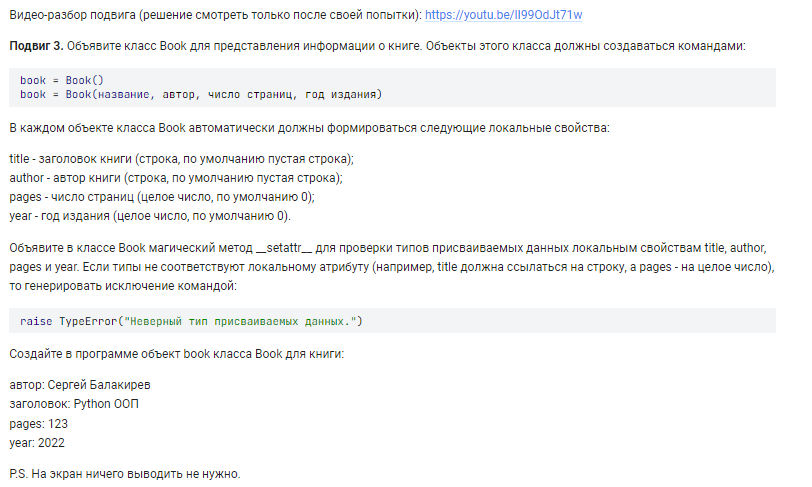 Видео-разбор подвига (решение смотреть только после своей попытки): https://youtu.be/II99OdJt71w
Подвиг 3. Объявите класс Book для представления информации о книге. Объекты этого класса должны создаваться командами:
book = Book()
book = Book(название, автор, число страниц, год издания)
В каждом объекте класса Book автоматически должны формироваться следующие локальные свойства:
title - заголовок книги (строка, по умолчанию пустая строка);
author - автор книги (строка, по умолчанию пустая строка);
pages - число страниц (целое число, по умолчанию 0);
year - год издания (целое число, по умолчанию 0).
Объявите в классе Book магический метод __setattr__ для проверки типов присваиваемых данных локальным свойствам title, author,
pages и year. Если типы не соответствуют локальному атрибуту (например, title должна ссылаться на строку, а pages - на целое число),
то генерировать исключение командой:
raise TypeError("Неверный тип присваиваемых данных.")
Создайте в программе объект book класса Book для книги:
автор: Сергей Балакирев
заголовок: Python ООП
pages: 123
year: 2022
P.S. На экран ничего выводить не нужно.